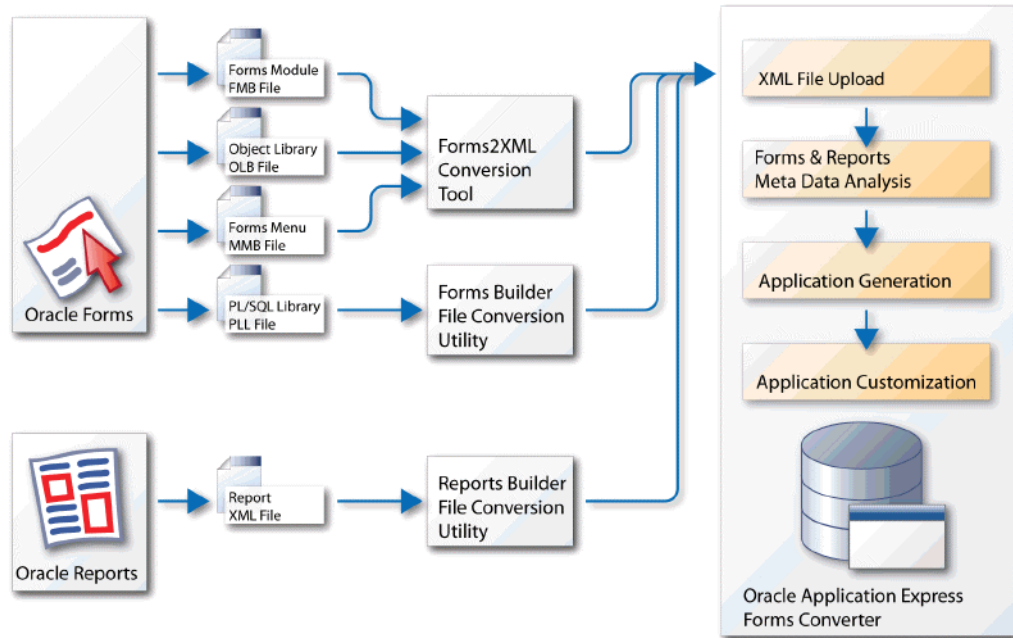 Oracle Forms
Forms Module
FMB File
Object Library
OLB File
Forms Menu
MMB File
PL/SQL Library
PLL File
Forms2XML
Conversion
Tool
Forms Builder
File Conversion
Utility
Oracle Reports
Report
XML File
Reports Builder
File Conversion
Utility
XML File Upload
Forms & Reports
Meta Data Analysis
Application Generation
Application Customization
Oracle Application Express
Forms Converter